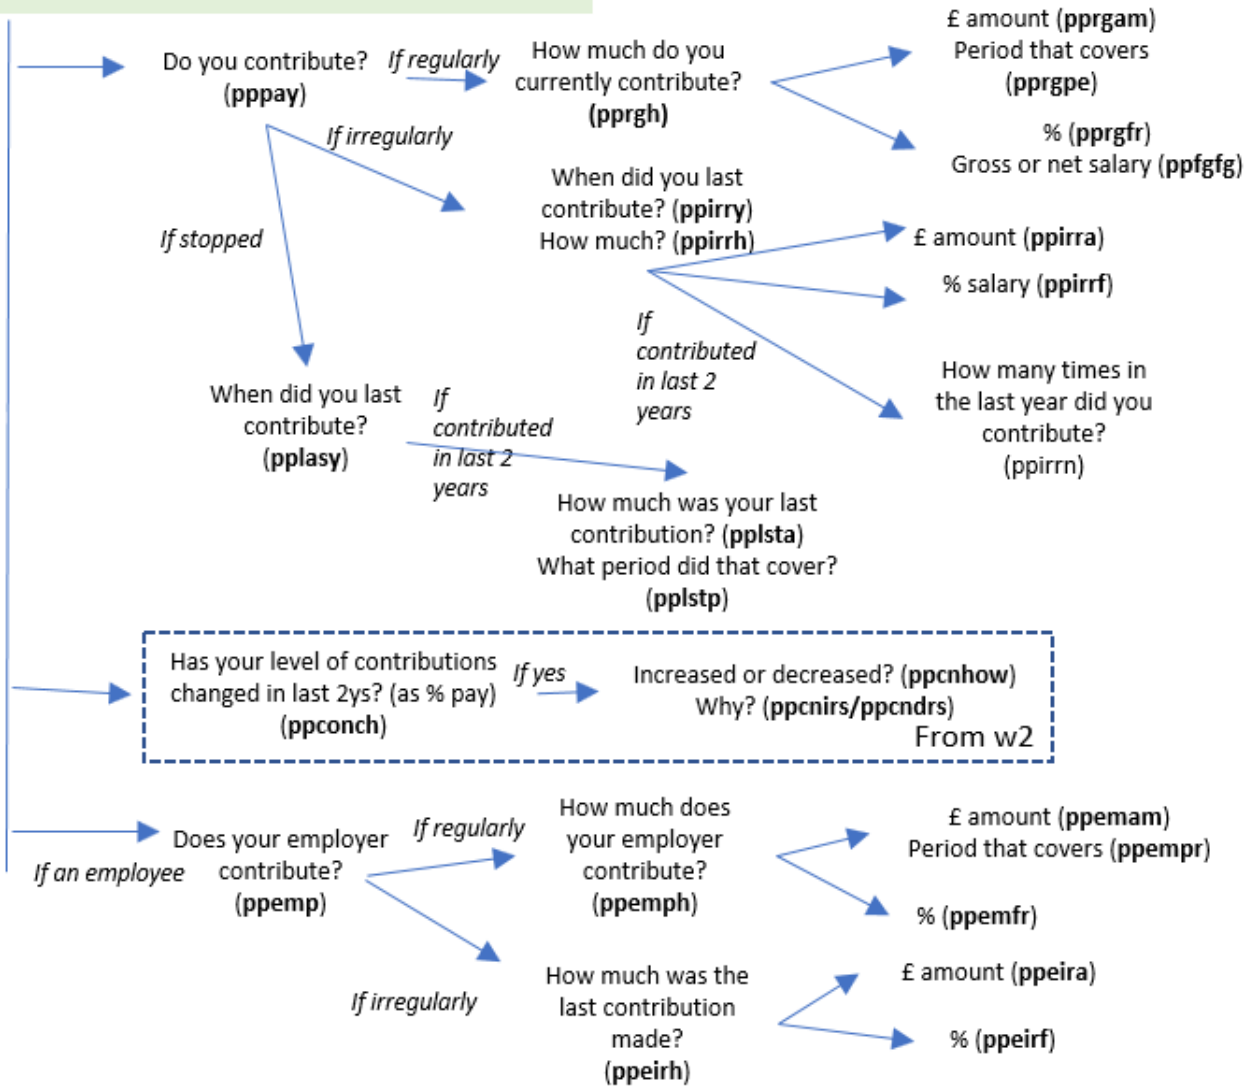 Do you contribute?
(pppay)
If regularly
How much do you
currently contribute?
(pprgh)
£ amount (pprgam)
Period that covers
(pprgpe)
% (pprgfr)
Gross or net salary (ppfgfg)
If irregularly
When did you last
contribute? (ppirry)
How much? (ppirrh)
£ amount (ppirra)
% salary (ppirrf)
If
contributed
in last 2
years
How many times in
the last year did you
contribute?
(ppirrn)
If stopped
When did you last
contribute?
(pplasy)
If
contributed
in last 2
years
How much was your last
contribution? (pplsta)
What period did that cover?
(pplstp)
Has your level of contributions
changed in last 2ys? (as % pay)
(ppconch)
If yes
Increased or decreased? (ppcnhow)
Why? (ppcnirs/ppcndrs)
From w2
If an employee
Does your employer
contribute?
(ppemp)
If regularly
How much does
your employer
contribute?
(ppemph)
£ amount (ppemam)
Period that covers (ppempr)
% (ppemfr)
If irregularly
How much was the
last contribution
made?
(ppeirh)
£ amount (ppeira)
% (ppeirf)